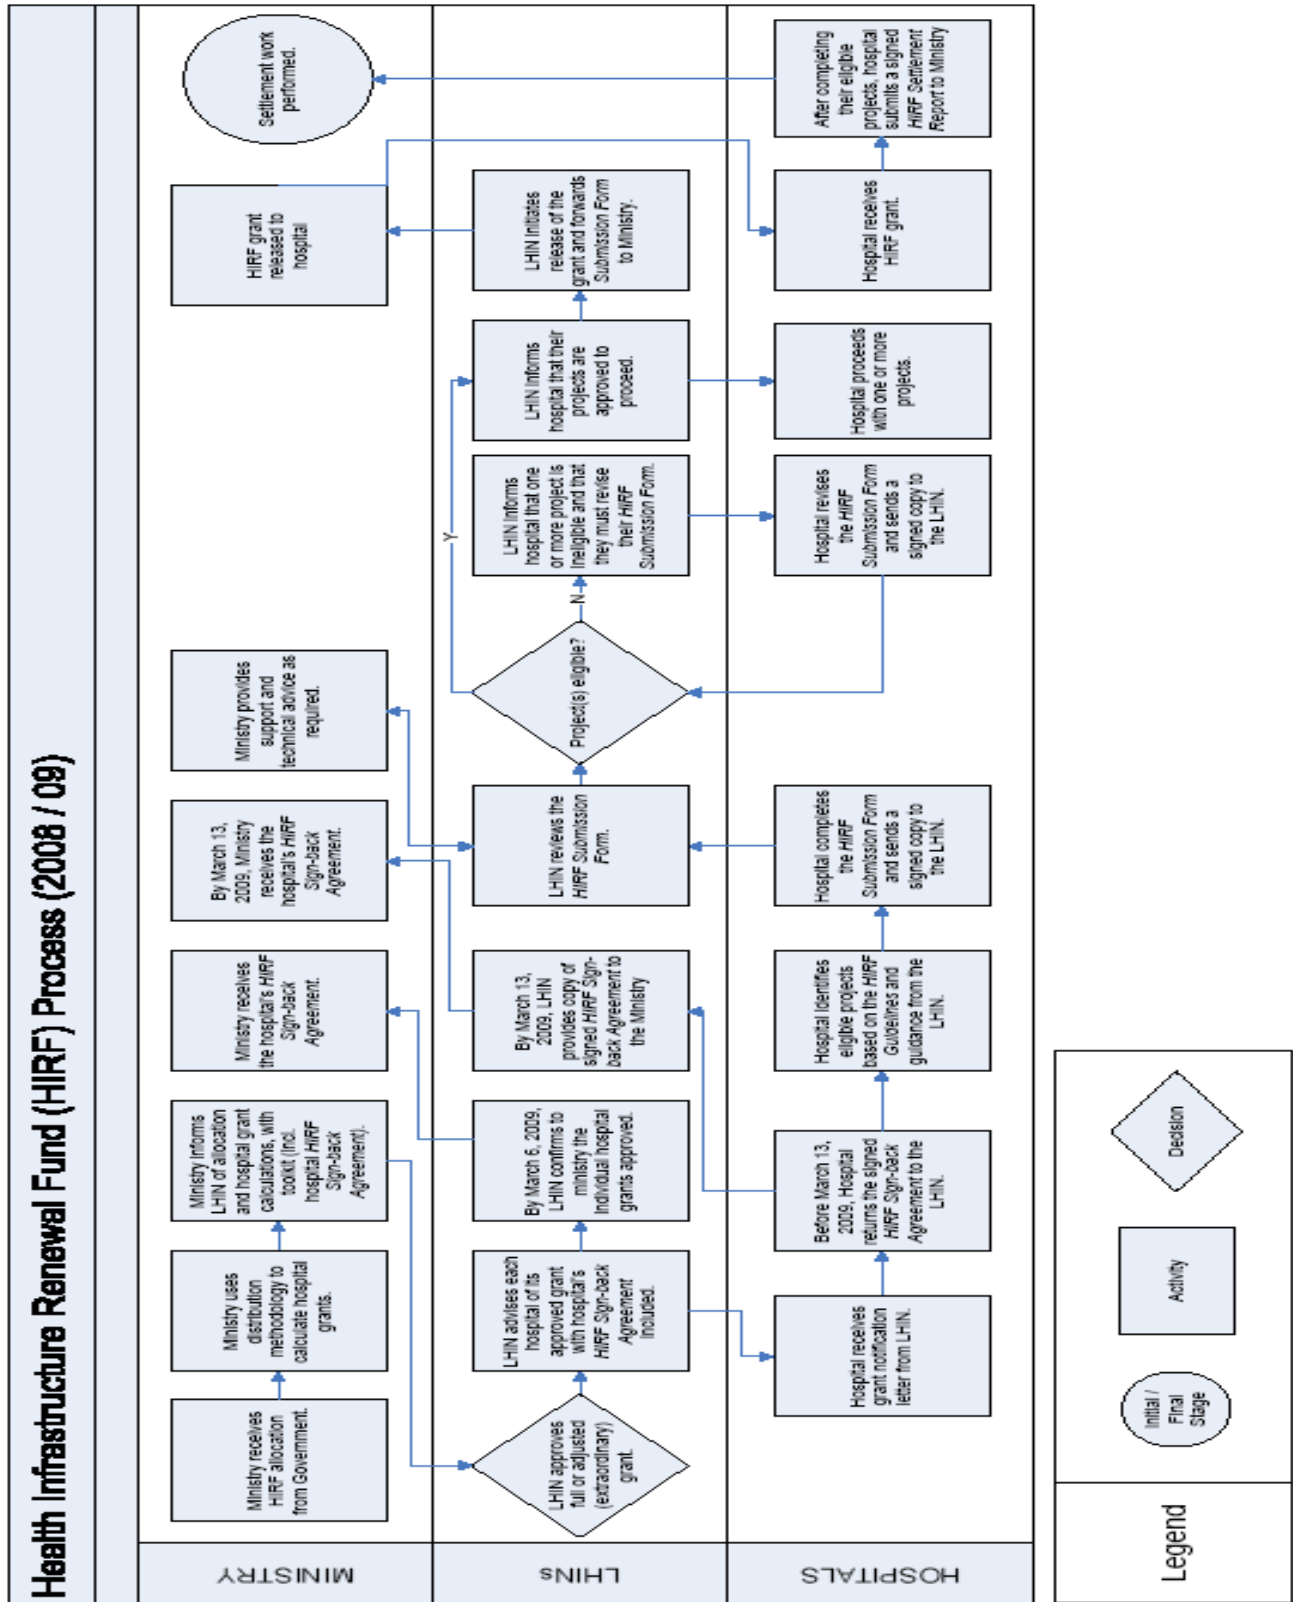 Health Infrastructure Renewal Fund (HIRF) Process (2008 / 09)
MINISTRY
Ministry receives
HIRF allocation
from Government.
Ministry uses
distribution
methodology to
calculate hospital
grants.
Ministry informs
LHIN of allocation
and hospital grant
calculations, with
toolkit (incl.
hospital HIRF
Sign-back
Agreement).
Ministry receives
the hospital's HIRF
Sign-back
Agreement.
By March 13,
2009, Ministry
receives the
hospital's HIRF
Sign-back
Agreement.
Ministry provides
support and
technical advice as
required.
HIRF grant
released to
hospital
Settlement work
performed.
LHINs
LHIN approves
full or adjusted
(extraordinary)
grant.
LHIN advises each
hospital of its
approved grant
with hospital's
HIRF Sign-back
Agreement
included.
By March 6, 2009,
LHIN confirms to
ministry the
individual hospital
grants approved.
By March 13,
2009, LHIN
provides copy of
signed HIRF Sign-
back Agreement to
the Ministry
LHIN reviews the
HIRF Submission
Form.
Project(s) eligible?
Y
N
LHIN informs
hospital that one
or more project is
ineligible and that
they must revise
their HIRF
Submission Form.
LHIN informs
hospital that their
projects are
approved to
proceed.
LHIN initiates
release of the
grant and forwards
Submission Form
to Ministry.
HOSPITALS
Hospital receives
grant notification
letter from LHIN.
Before March 13,
2009, Hospital
returns the signed
HIRF Sign-back
Agreement to the
LHIN.
Hospital identifies
eligible projects
based on the HIRF
Guidelines and
guidance from the
LHIN.
Hospital completes
the HIRF
Submission Form
and sends a
signed copy to
the LHIN.
Hospital revises
the HIRF
Submission Form
and sends a
signed copy to
the LHIN.
Hospital proceeds
with one or more
projects.
Hospital receives
HIRF grant.
After completing
their eligible
projects, hospital
submits a signed
HIRF Settlement
Report to Ministry
Legend
Initial /
Final
Stage
Activity
Decision